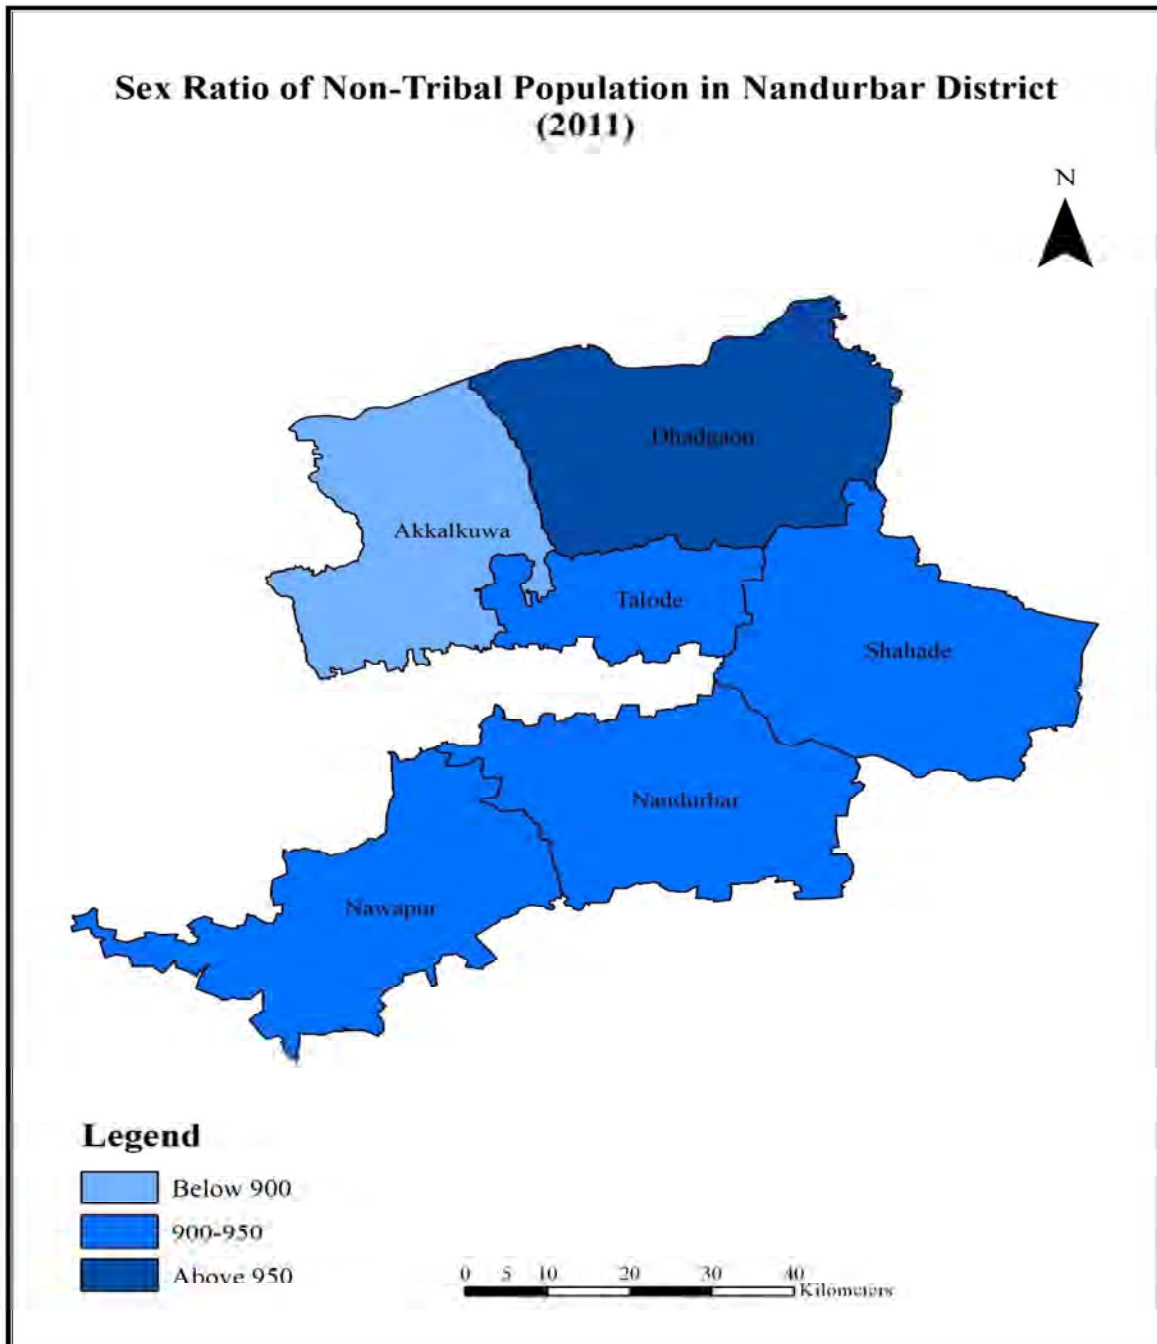 Sex Ratio of Non-Tribal Population in Nandurbar District
(2011)
N
Dhadgaon
Akkalkuwa
Talode
Shahade
Nandurbar
Nawapur
Legend
Below 900
900-950
Above 950
0 5 10 20 30 40
Kilometers